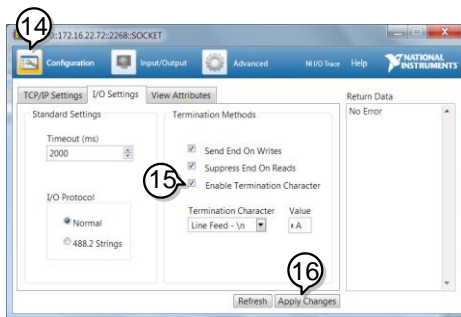 14
0::172.16.22.72::2268::SOCKET
Configuration Input/Output Advanced NI I/O Trace Help NATIONAL INSTRUMENTS
TCP/IP Settings I/O Settings View Attributes
Return Data
No Error
Standard Settings
Timeout (ms)
2000
I/O Protocol
Normal
488.2 Strings
Termination Methods
Send End On Writes
Suppress End On Reads
15
Enable Termination Character
Termination Character Value
Line Feed - \n xA
16
Refresh Apply Changes